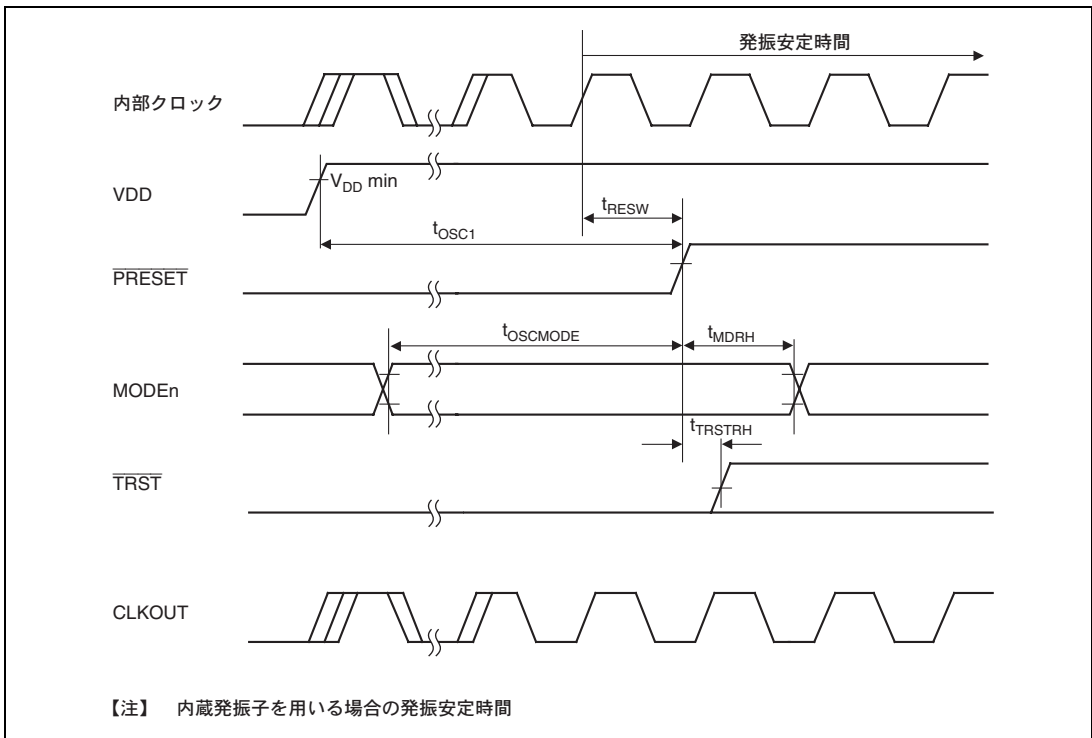 発振安定時間
内部クロック
VDD
VDD min
tRESW
tOSC1
PRESET
tOSCMODE
tMDRH
MODEn
tTRSTRH
TRST
CLKOUT
【注】 内蔵発振子を用いる場合の発振安定時間